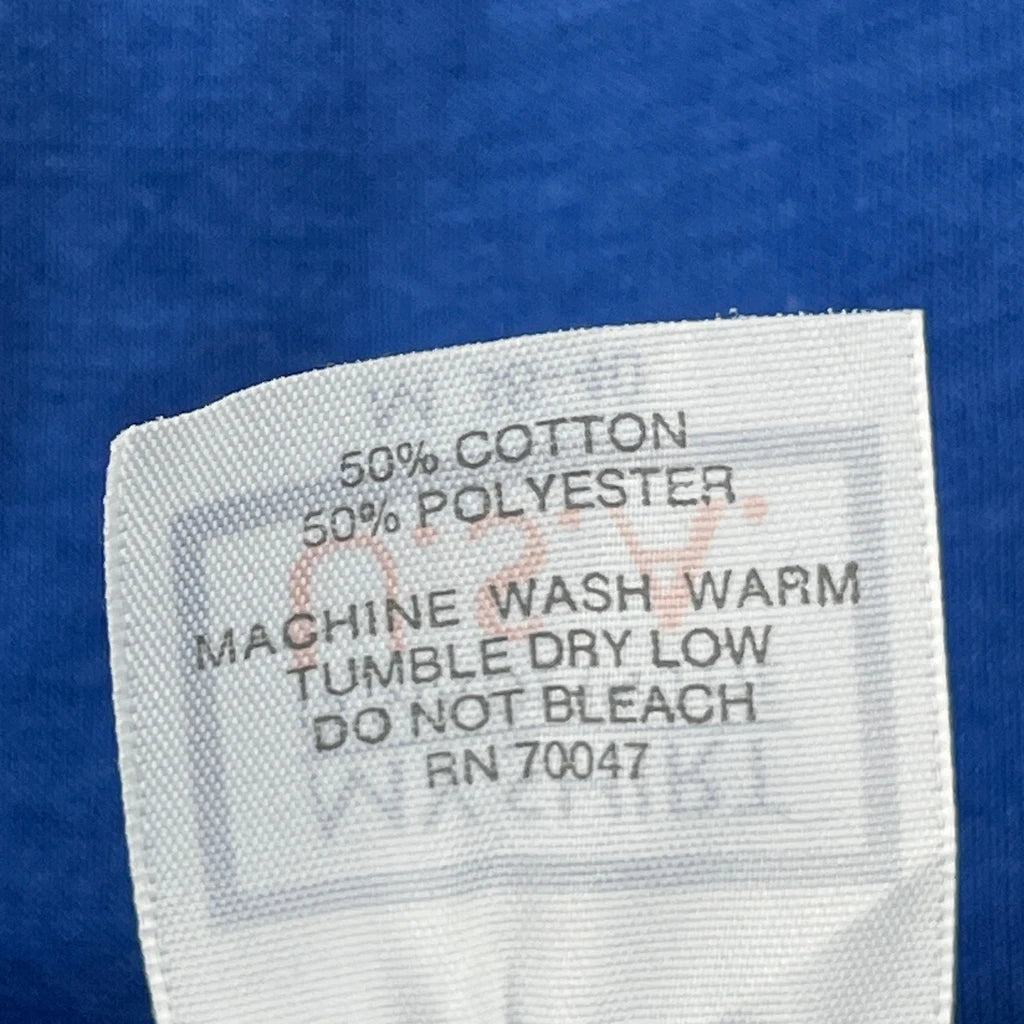 50% COTTON
50% POLYESTER
MACHINE WASH WARM
TUMBLE DRY LOW
DO NOT BLEACH
RN 70047
U.S.A.